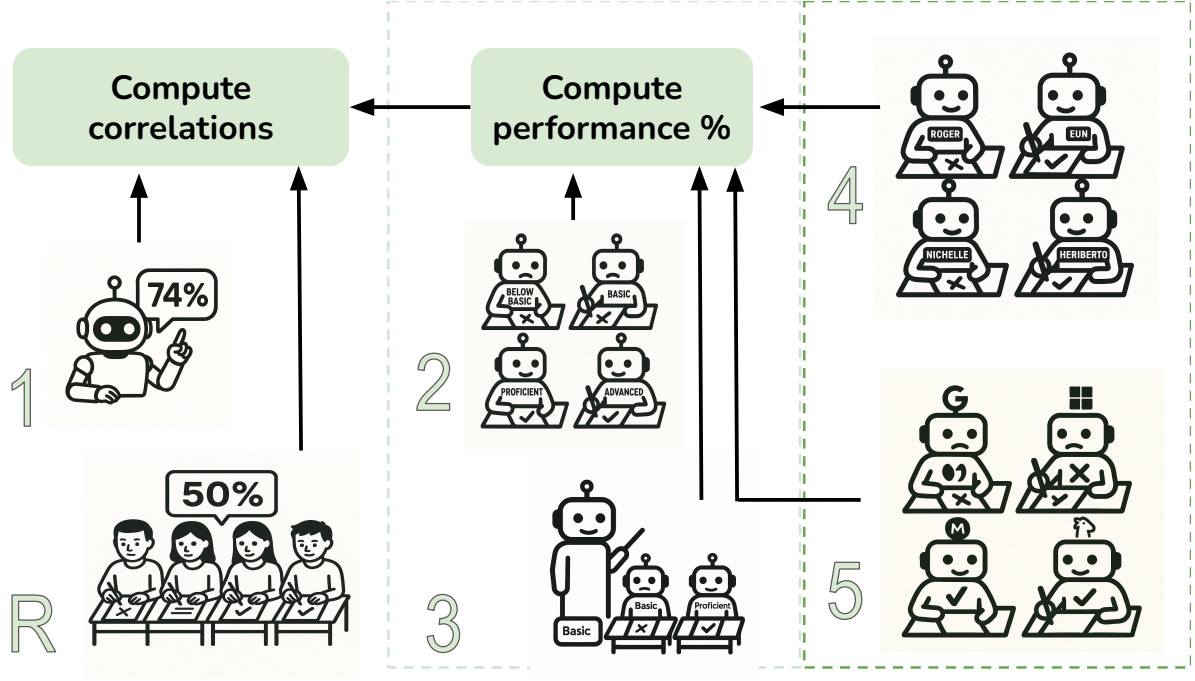 Compute
correlations
Compute
performance %
ROGER
EUN
NICHELLE
HERIBERTO
4
74%
1
BELOW
BASIC
BASIC
PROFICIENT
ADVANCED
2
50%
R
Basic
Proficient
Basic
3
G
M
5